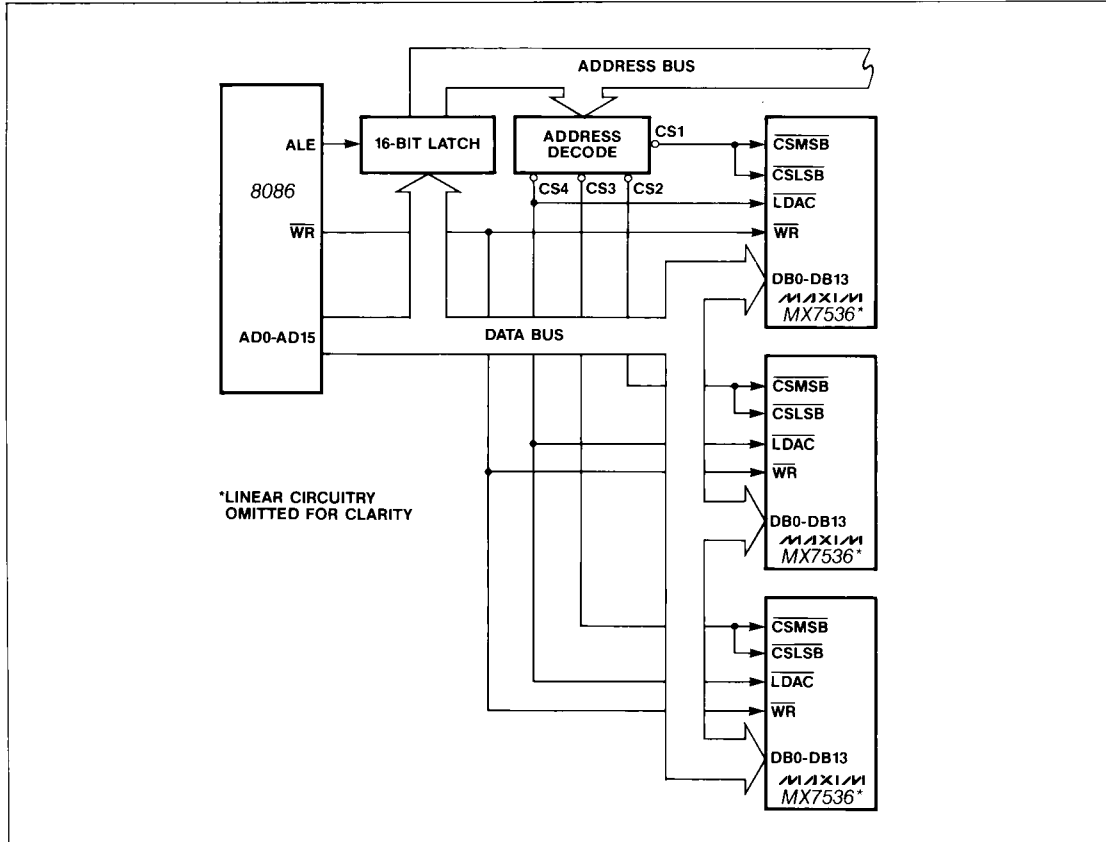 ADDRESS BUS
ALE
16-BIT LATCH
ADDRESS
DECODE
CS1
CS4
CS3
CS2
8086
WR
AD0-AD15
DATA BUS
*LINEAR CIRCUITRY
OMITTED FOR CLARITY
CSMSB
CSLSB
LDAC
WR
DB0-DB13
MAXIM
MX7536*
CSMSB
CSLSB
LDAC
WR
DB0-DB13
MAXIM
MX7536*
CSMSB
CSLSB
LDAC
WR
DB0-DB13
MAXIM
MX7536*